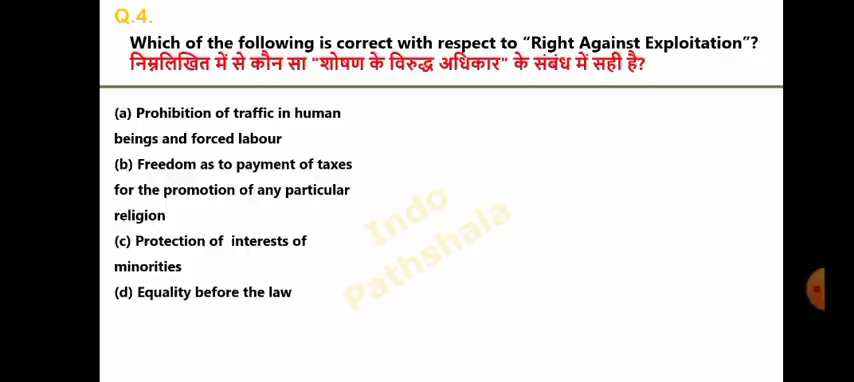 Q.4.
Which of the following is correct with respect to “Right Against Exploitation”?
निम्नलिखित में से कौन सा "शोषण के विरुद्ध अधिकार" के संबंध में सही है?
(a) Prohibition of traffic in human
beings and forced labour
(b) Freedom as to payment of taxes
for the promotion of any particular
religion
(c) Protection of  interests of
minorities
(d) Equality before the law
Indo
Pathshala